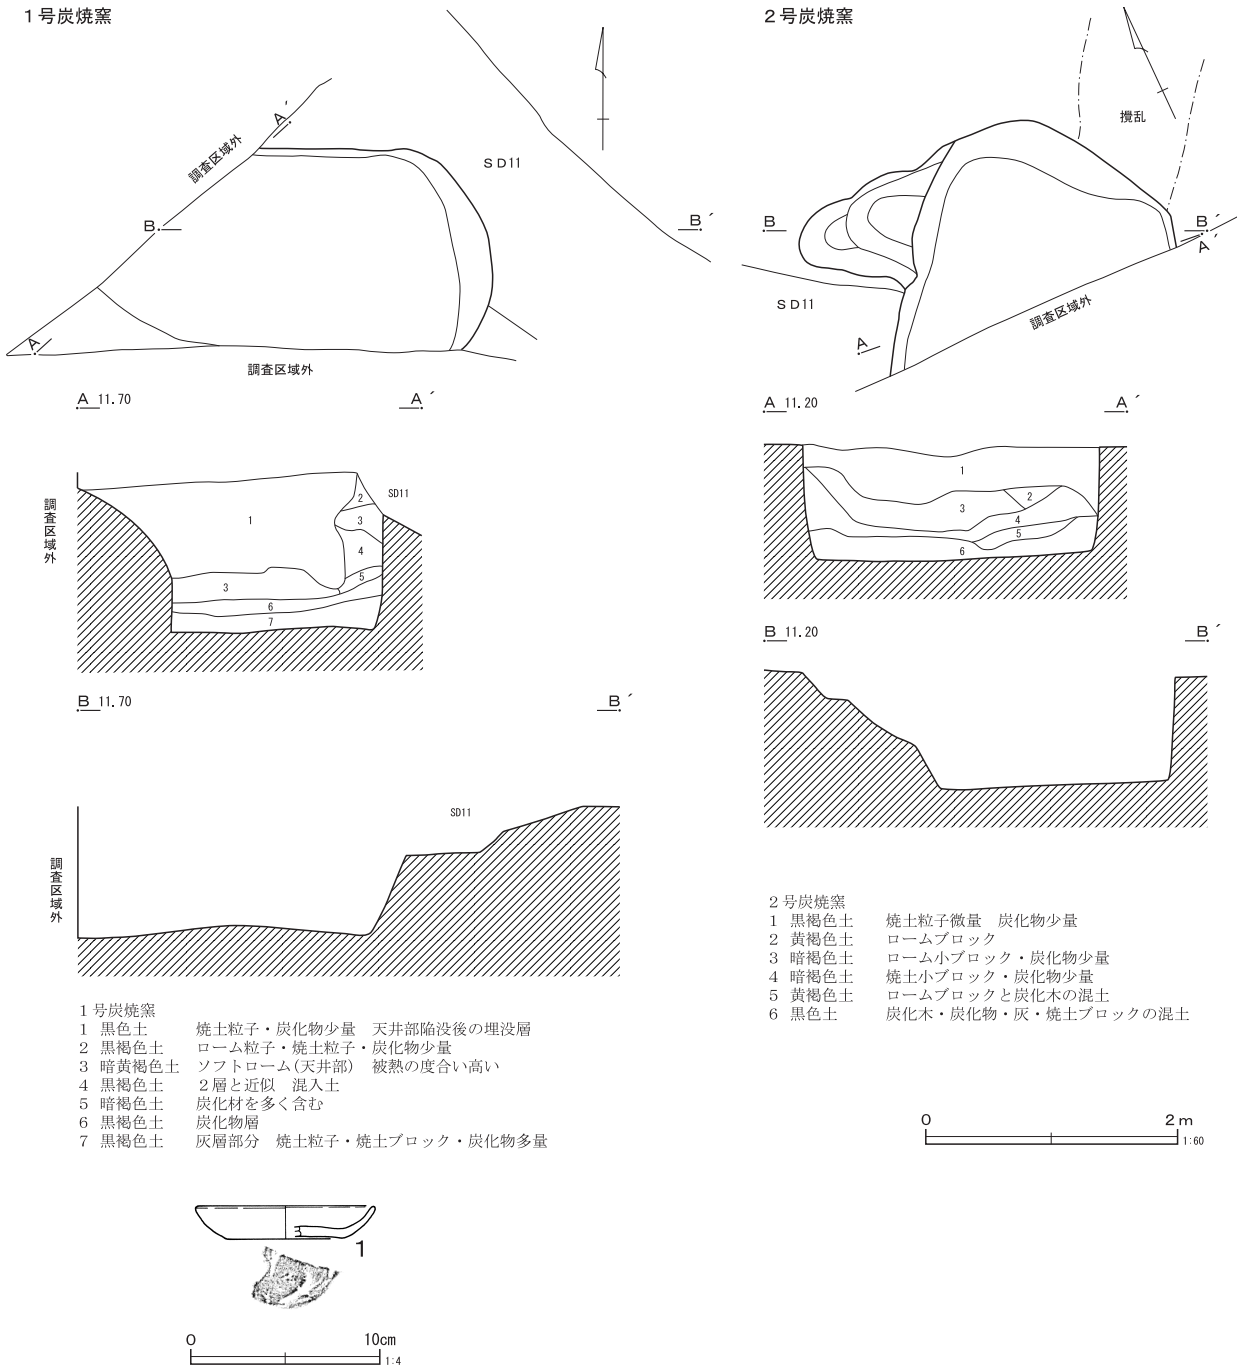 1号炭焼窯
A′
調査区域外
SD11
B
B′
A
調査区域外
A 11.70
A′
調査区域外
SD11
1
2
3
4
5
3
6
7
B 11.70
B′
SD11
調査区域外
1号炭焼窯
1 黒色土 焼土粒子・炭化物少量 天井部陥没後の埋没層
2 黒褐色土 ローム粒子・焼土粒子・炭化物少量
3 暗黄褐色土 ソフトローム(天井部) 被熱の度合い高い
4 黒褐色土 2層と近似 混入土
5 暗褐色土 炭化材を多く含む
6 黒褐色土 炭化物層
7 黒褐色土 灰層部分 焼土粒子・焼土ブロック・炭化物多量
1
0 10cm
1:4
2号炭焼窯
攪乱
B
B′
A′
SD11
調査区域外
A
A 11.20
A′
1
2
3
4
5
6
B 11.20
B′
2号炭焼窯
1 黒褐色土 焼土粒子微量 炭化物少量
2 黄褐色土 ロームブロック
3 暗褐色土 ローム小ブロック・炭化物少量
4 暗褐色土 焼土小ブロック・炭化物少量
5 黄褐色土 ロームブロックと炭化木の混土
6 黒色土 炭化木・炭化物・灰・焼土ブロックの混土
0 2m
1:60